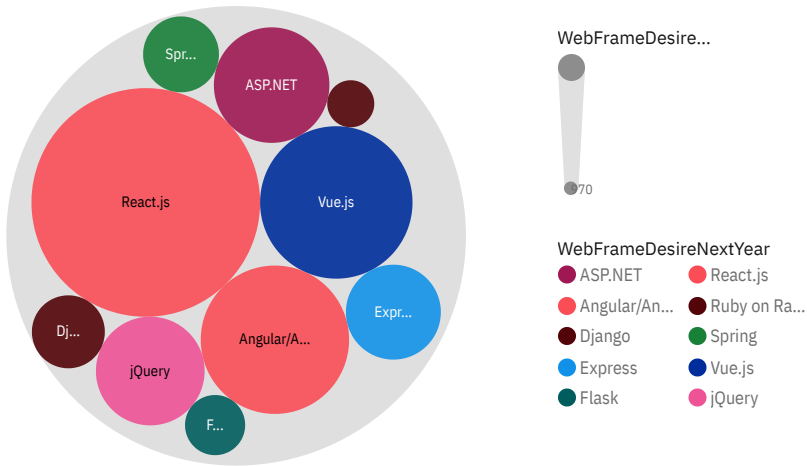 Spr...
ASP.NET
React.js
Vue.js
Expr...
Dj...
Angular/A...
jQuery
F...
WebFrameDesire...
970
WebFrameDesireNextYear
ASP.NET
React.js
Angular/An...
Ruby on Ra...
Django
Spring
Express
Vue.js
Flask
jQuery